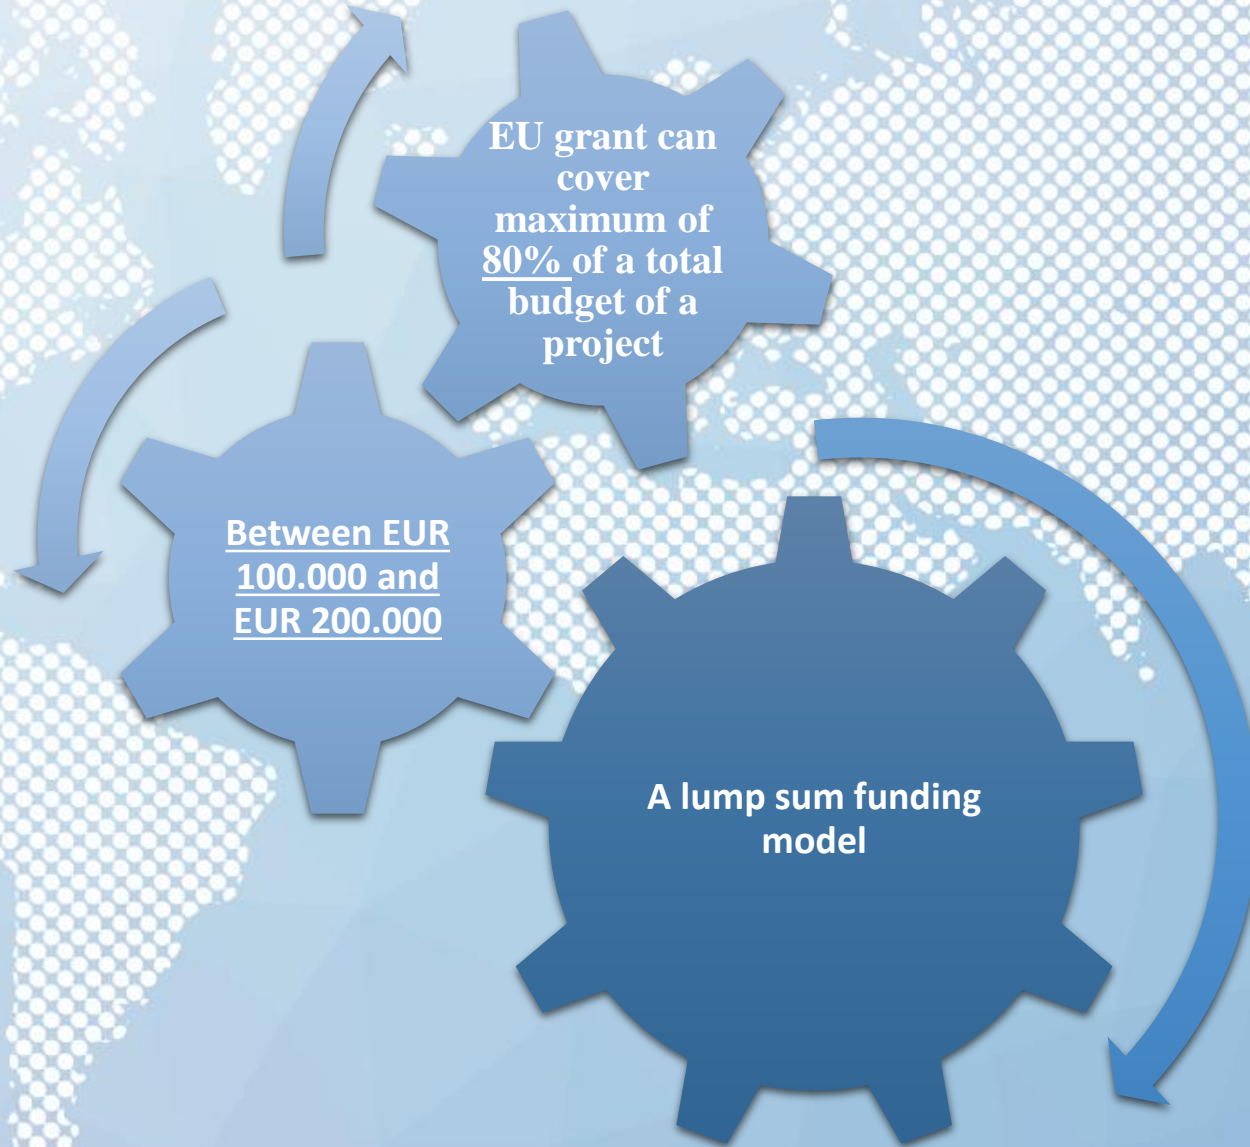 EU grant can
cover
maximum of
80% of a total
budget of a
project
Between EUR
100.000 and
EUR 200.000
A lump sum funding
model